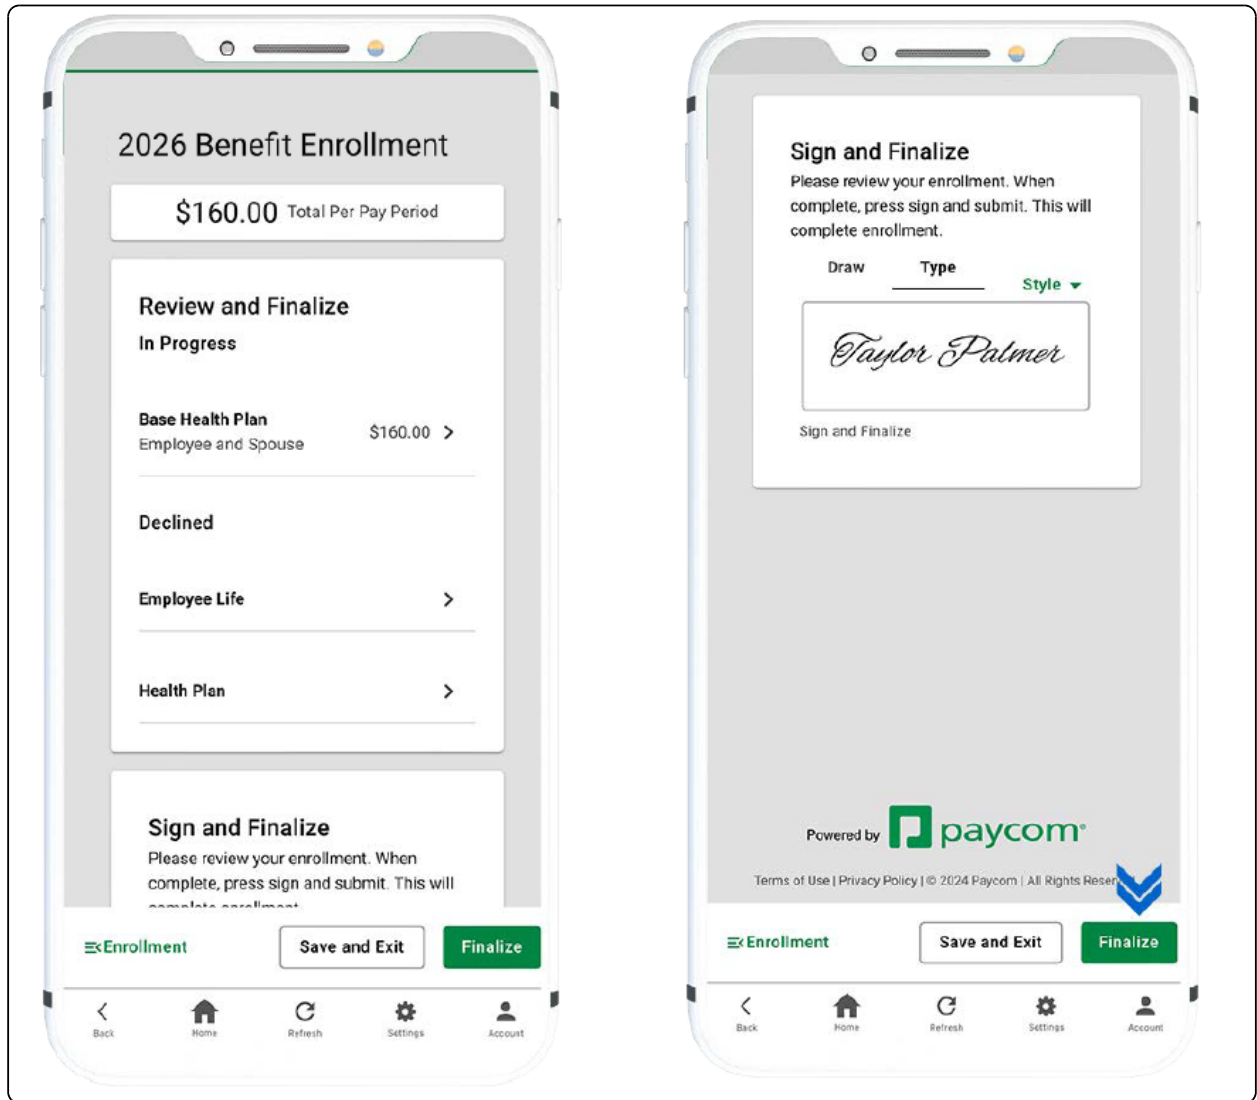 2026 Benefit Enrollment
$160.00 Total Per Pay Period
Review and Finalize
In Progress
Base Health Plan
Employee and Spouse
$160.00
Declined
Employee Life
Health Plan
Sign and Finalize
Please review your enrollment. When
complete, press sign and submit. This will
complete enrollment.
Enrollment
Save and Exit
Finalize
Back
Home
Refresh
Settings
Account
Sign and Finalize
Please review your enrollment. When
complete, press sign and submit. This will
complete enrollment.
Draw
Type
Style
Taylor Palmer
Sign and Finalize
Powered by paycom®
Terms of Use | Privacy Policy | © 2024 Paycom | All Rights Reser
Enrollment
Save and Exit
Finalize
Back
Home
Refresh
Settings
Account